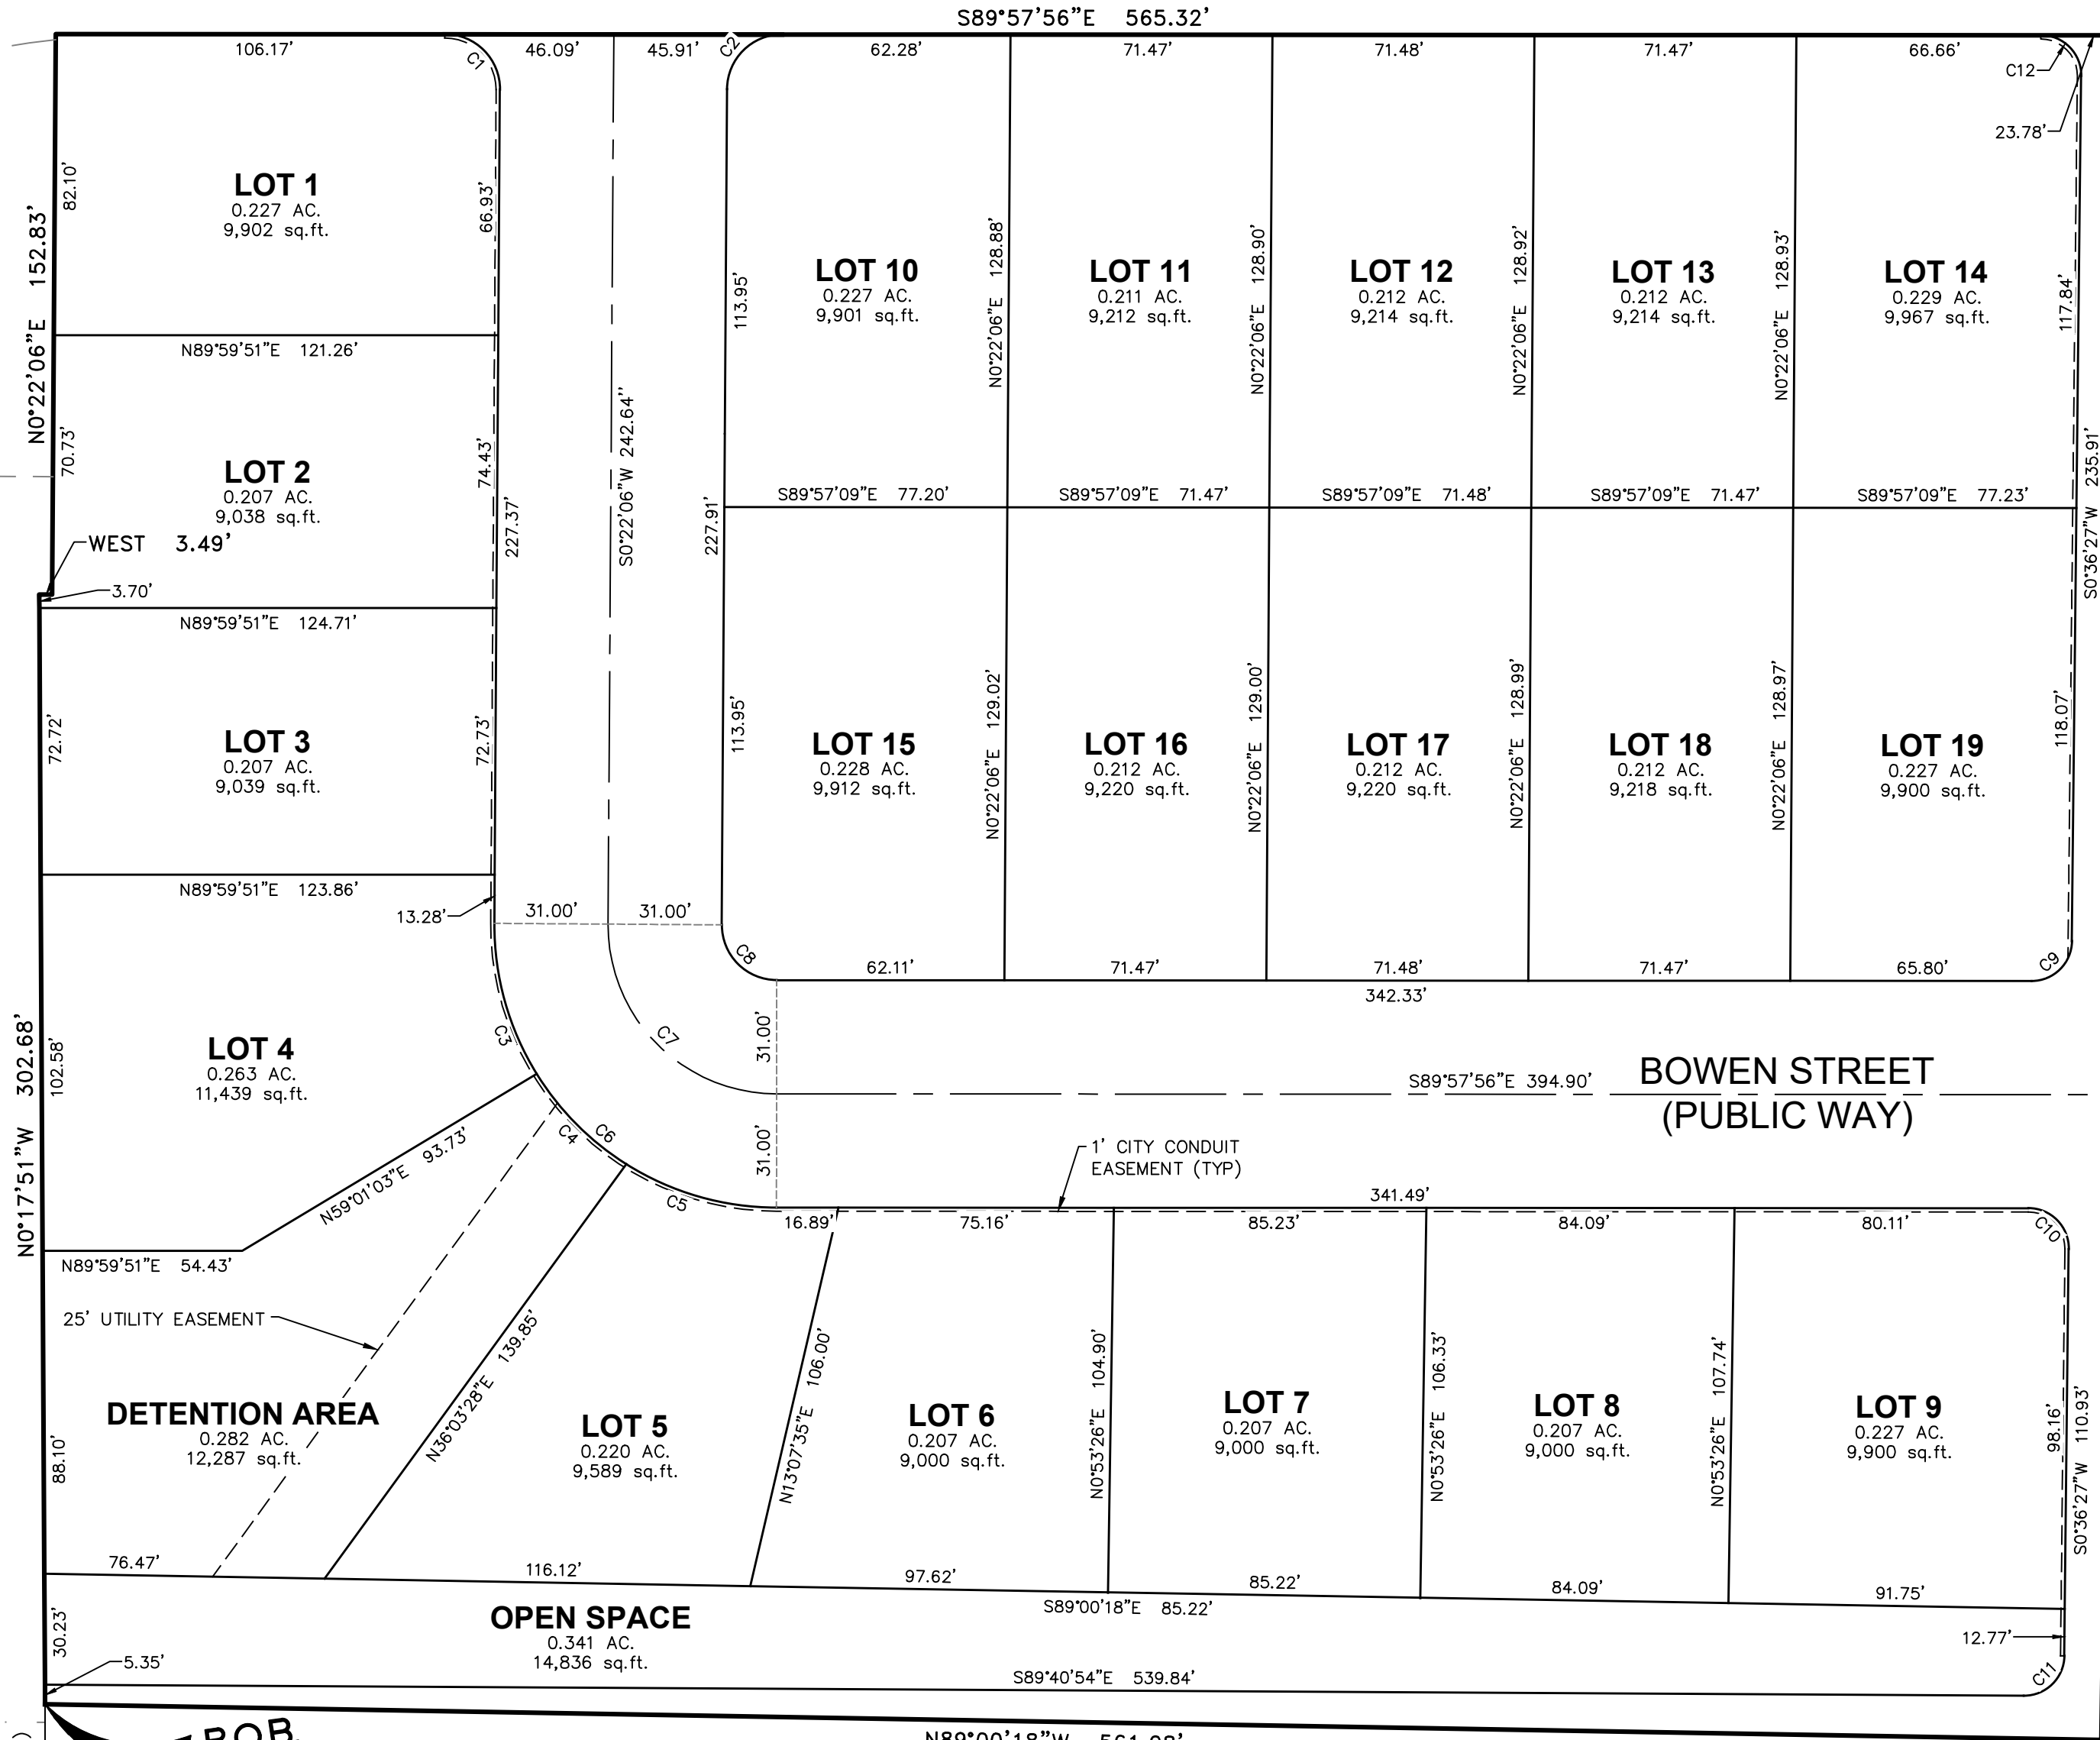 S89°57'56"E 565.32'
106.17'
C1
46.09'
45.91'
C2
62.28'
71.47'
71.48'
71.47'
66.66'
C12
23.78'
N0°22'06"E 152.83'
82.10'
LOT 1
0.227 AC.
9,902 sq.ft.
66.93'
N89°59'51"E 121.26'
70.73'
LOT 2
0.207 AC.
9,038 sq.ft.
74.43'
227.37'
WEST 3.49'
3.70'
N89°59'51"E 124.71'
72.72'
LOT 3
0.207 AC.
9,039 sq.ft.
72.73'
N89°59'51"E 123.86'
13.28'
S0°22'06"W 242.64"
227.91'
113.95'
LOT 10
0.227 AC.
9,901 sq.ft.
N0°22'06"E 128.88'
LOT 11
0.211 AC.
9,212 sq.ft.
N0°22'06"E 128.90'
LOT 12
0.212 AC.
9,214 sq.ft.
N0°22'06"E 128.92'
LOT 13
0.212 AC.
9,214 sq.ft.
N0°22'06"E 128.93'
LOT 14
0.229 AC.
9,967 sq.ft.
117.84'
S0°36'27"W 235.91'
S89°57'09"E 77.20'
S89°57'09"E 71.47'
S89°57'09"E 71.48'
S89°57'09"E 71.47'
S89°57'09"E 77.23'
113.95'
LOT 15
0.228 AC.
9,912 sq.ft.
N0°22'06"E 129.02'
LOT 16
0.212 AC.
9,220 sq.ft.
N0°22'06"E 129.00'
LOT 17
0.212 AC.
9,220 sq.ft.
N0°22'06"E 128.99'
LOT 18
0.212 AC.
9,218 sq.ft.
N0°22'06"E 128.97'
LOT 19
0.227 AC.
9,900 sq.ft.
118.07'
31.00'
31.00'
C8
62.11'
71.47'
71.48'
71.47'
65.80'
C9
342.33'
N0°17'51"W 302.68'
102.58'
LOT 4
0.263 AC.
11,439 sq.ft.
C3
C7
31.00'
S89°57'56"E 394.90'
BOWEN STREET
(PUBLIC WAY)
C4
C6
31.00'
1' CITY CONDUIT
EASEMENT (TYP)
N59°01'03"E 93.73'
C5
341.49'
16.89'
75.16'
85.23'
84.09'
80.11'
C10
N89°59'51"E 54.43'
25' UTILITY EASEMENT
DETENTION AREA
0.282 AC.
12,287 sq.ft.
88.10'
N36°03'28"E 139.85'
LOT 5
0.220 AC.
9,589 sq.ft.
N13°07'35"E 106.00'
LOT 6
0.207 AC.
9,000 sq.ft.
N0°53'26"E 104.90'
LOT 7
0.207 AC.
9,000 sq.ft.
N0°53'26"E 106.33'
LOT 8
0.207 AC.
9,000 sq.ft.
N0°53'26"E 107.74'
LOT 9
0.227 AC.
9,900 sq.ft.
98.16'
S0°36'27"W 110.93'
76.47'
116.12'
97.62'
85.22'
84.09'
91.75'
S89°00'18"E 85.22'
30.23'
OPEN SPACE
0.341 AC.
14,836 sq.ft.
12.77'
5.35'
S89°40'54"E 539.84'
C11
P.O.B.
N89°00'18"W